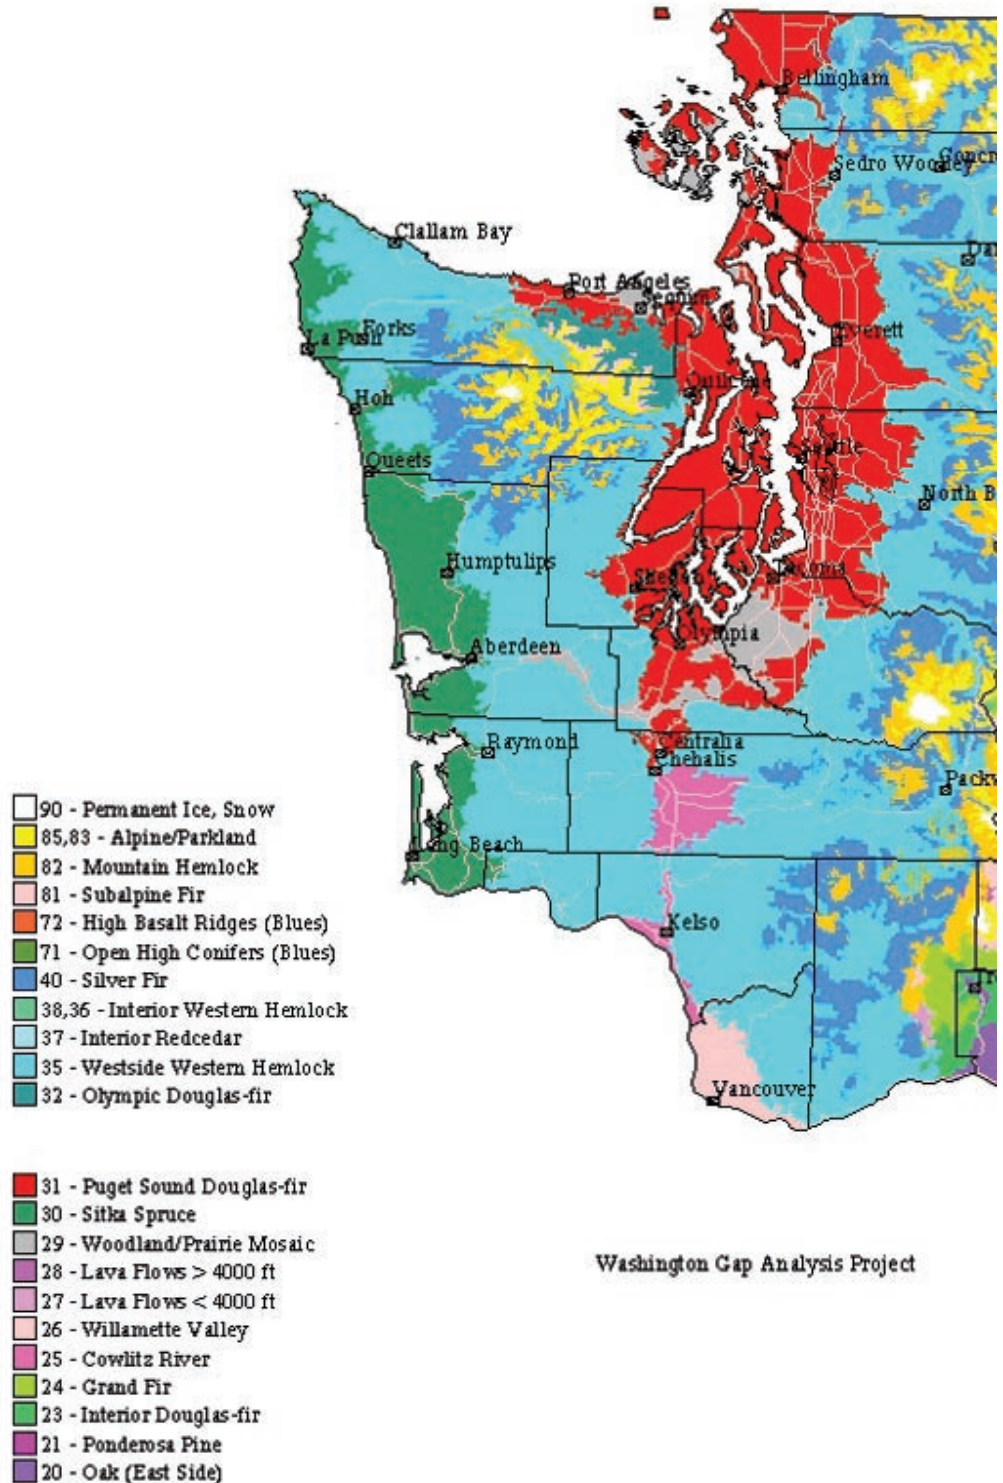 Bellingham
Sedro Woolley
Clallam Bay
Port Angeles
Sequim
Everett
Forks
La Push
Quilcene
Hoh
Seattle
Queets
North B
Humptulips
Shelton
Tacoma
Olympia
Aberdeen
Raymond
Centralia
Chehalis
Packw
Long Beach
Kelso
Vancouver
90 - Permanent Ice, Snow
85,83 - Alpine/Parkland
82 - Mountain Hemlock
81 - Subalpine Fir
72 - High Basalt Ridges (Blues)
71 - Open High Conifers (Blues)
40 - Silver Fir
38,36 - Interior Western Hemlock
37 - Interior Redcedar
35 - Westside Western Hemlock
32 - Olympic Douglas-fir
31 - Puget Sound Douglas-fir
30 - Sitka Spruce
29 - Woodland/Prairie Mosaic
28 - Lava Flows > 4000 ft
27 - Lava Flows < 4000 ft
26 - Willamette Valley
25 - Cowlitz River
24 - Grand Fir
23 - Interior Douglas-fir
21 - Ponderosa Pine
20 - Oak (East Side)
Washington Gap Analysis Project